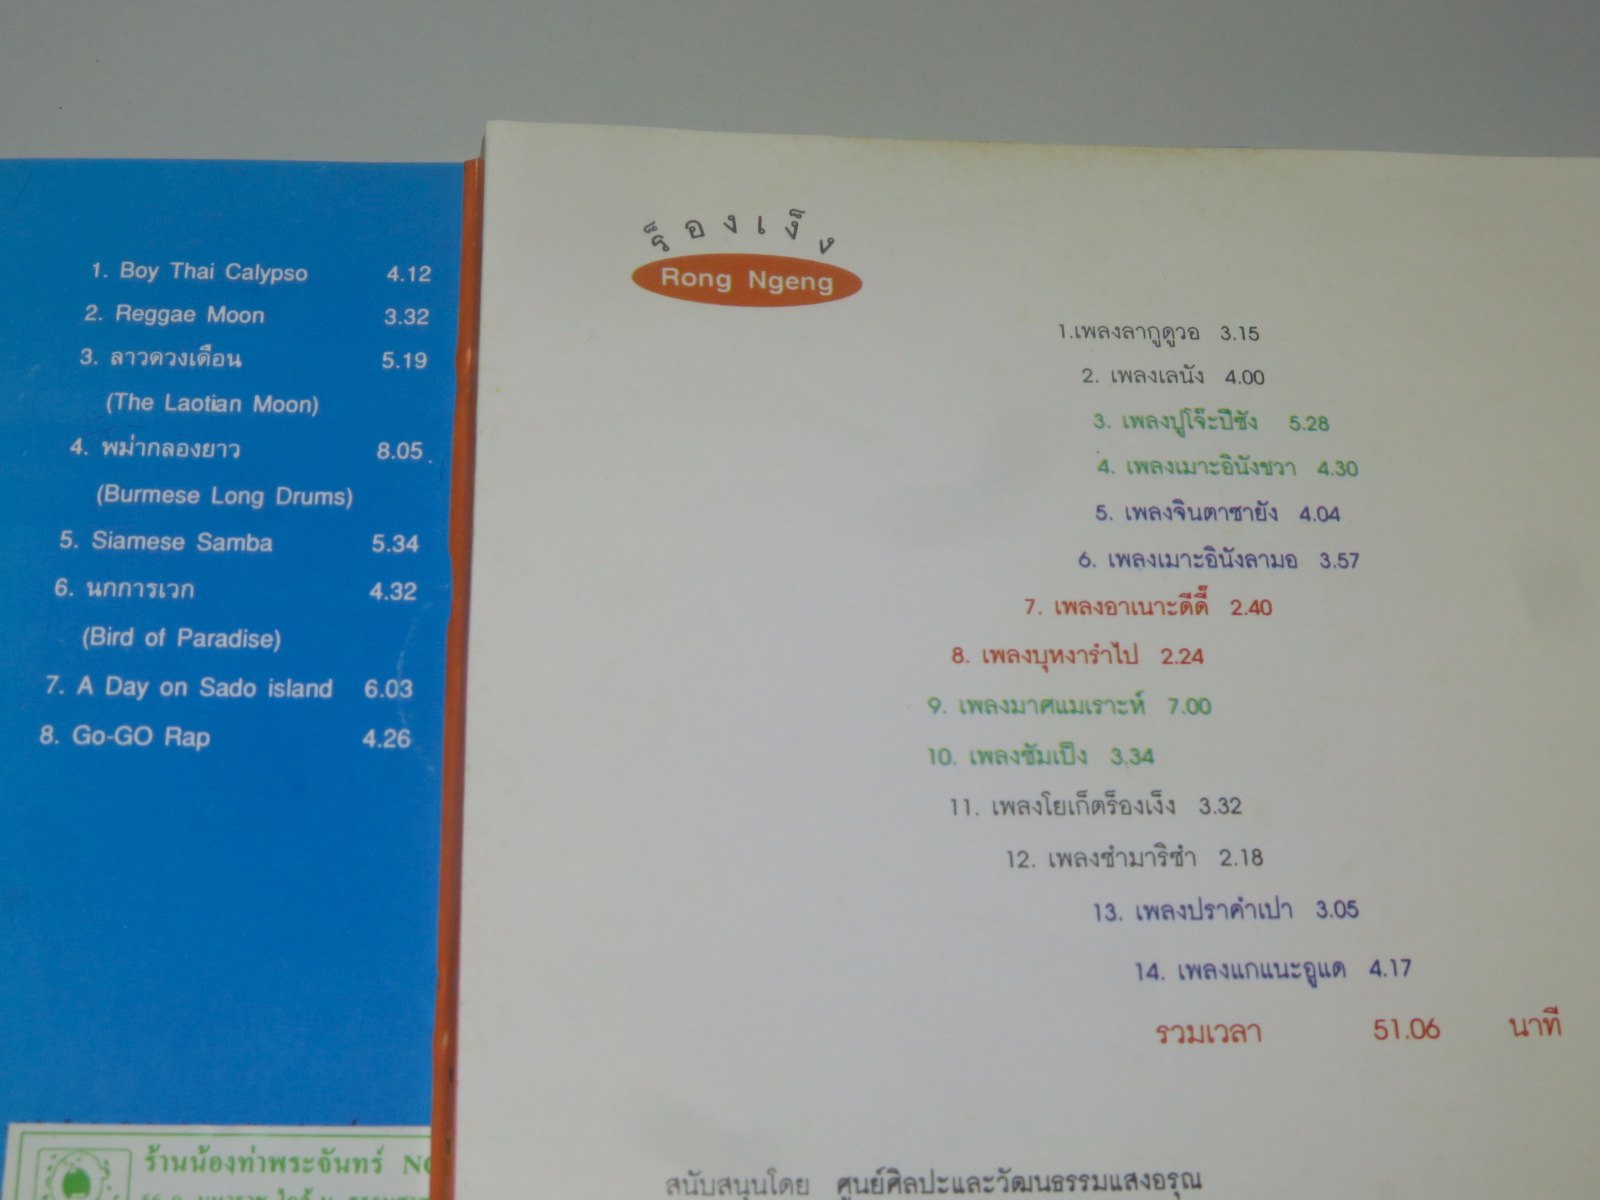 1. Boy Thai Calypso 4.12
2. Reggae Moon 3.32
3. ลาวดวงเดือน 5.19
(The Laotian Moon)
4. พม่ากลองยาว 8.05
(Burmese Long Drums)
5. Siamese Samba 5.34
6. นกการเวก 4.32
(Bird of Paradise)
7. A Day on Sado island 6.03
8. Go-GO Rap 4.26
ร้านน้องท่าพระจันทร์
ร็องเง็ง
Rong Ngeng
1.เพลงลากูดูวอ 3.15
2. เพลงเลนัง 4.00
3. เพลงปูโจ๊ะปีซัง 5.28
4. เพลงเมาะอินังชวา 4.30
5. เพลงจินตาซายัง 4.04
6. เพลงเมาะอินังลามอ 3.57
7. เพลงอาเนาะดีดี๊ 2.40
8. เพลงบุหงารำไป 2.24
9. เพลงมาศแมเราะห์ 7.00
10. เพลงซัมเป็ง 3.34
11. เพลงโยเก็ตร็องเง็ง 3.32
12. เพลงซำมาริซำ 2.18
13. เพลงปราคำเปา 3.05
14. เพลงแกแนะอูแด 4.17
รวมเวลา 51.06 นาที
สนับสนุนโดย ศูนย์ศิลปะและวัฒนธรรมแสงอรุณ